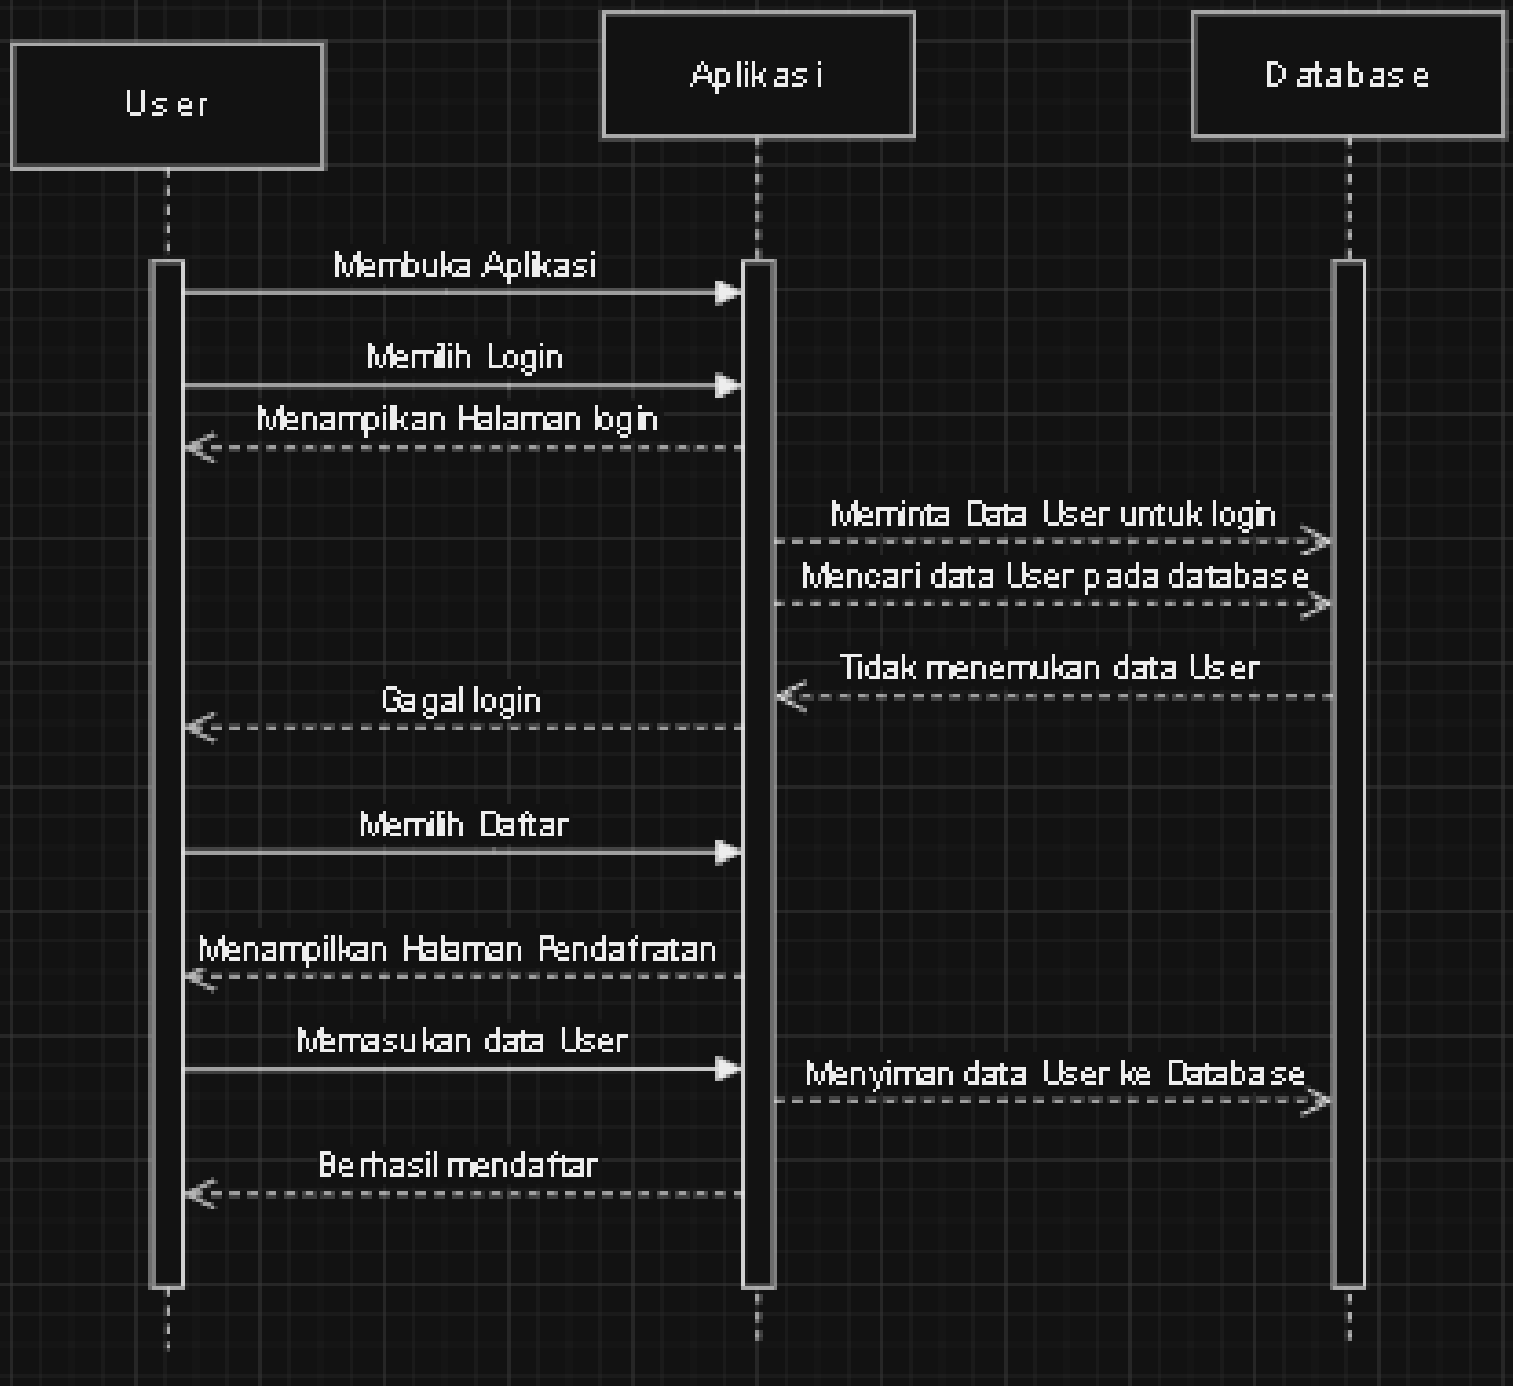 User
Aplikasi
Database
Membuka Aplikasi
Memilih Login
Menampilkan Halaman login
Meminta Data User untuk login
Mencari data User pada database
Tidak menemukan data User
Gagal login
Memilih Daftar
Menampilkan Halaman Pendafratan
Memasukan data User
Menyiman data User ke Database
Berhasil mendaftar